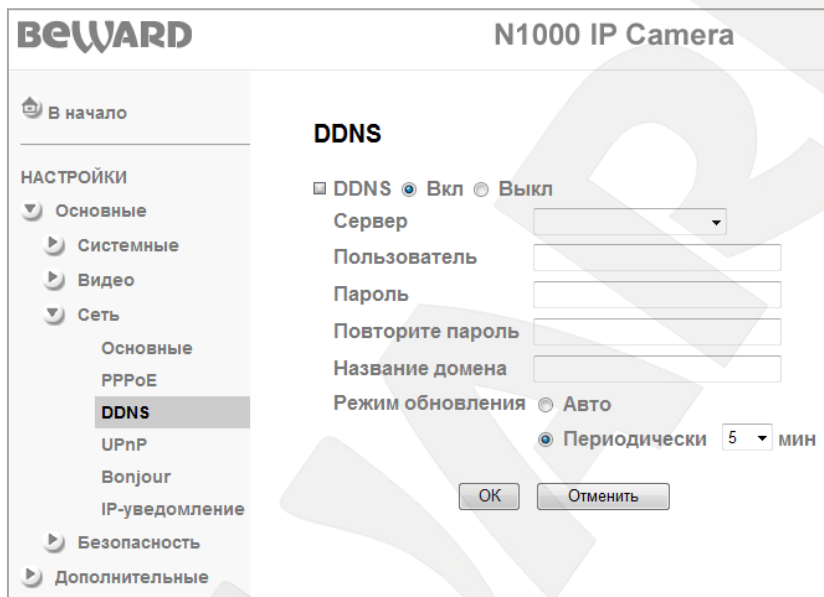 BEWARD
N1000 IP Camera
В начало
НАСТРОЙКИ
Основные
Системные
Видео
Сеть
Основные
PPPoE
DDNS
UPnP
Bonjour
IP-уведомление
Безопасность
Дополнительные
DDNS
DDNS Вкл Выкл
Сервер
Пользователь
Пароль
Повторите пароль
Название домена
Режим обновления Авто
Периодически 5 мин
ОК Отменить